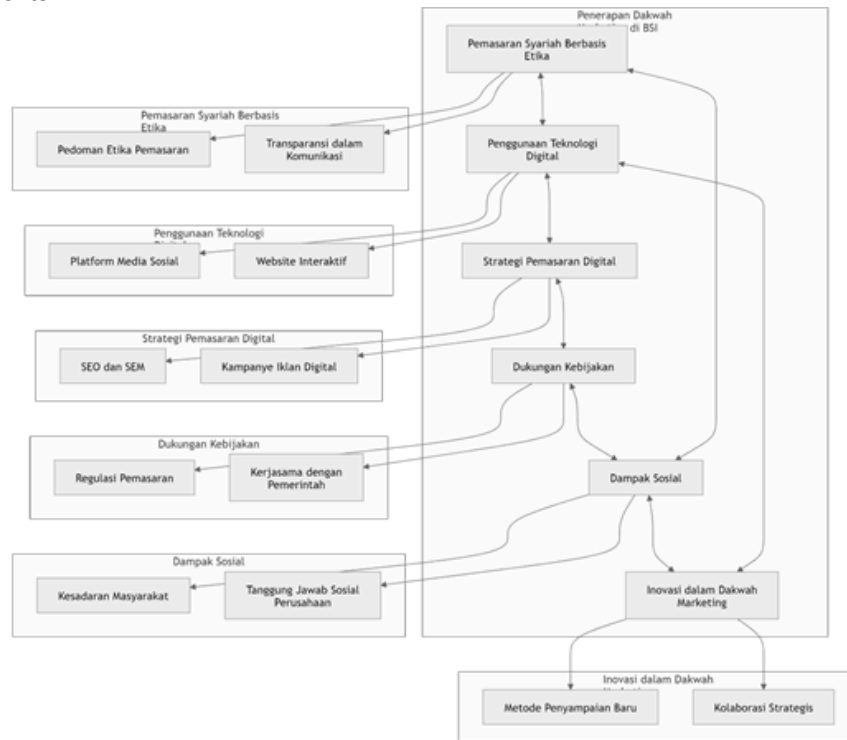 Penerapan Dakwah
di BSI
Pemasaran Syariah Berbasis
Etika
Pemasaran Syariah Berbasis
Etika
Pedoman Etika Pemasaran
Transparansi dalam
Komunikasi
Penggunaan Teknologi
Digital
Penggunaan Teknologi
Platform Media Sosial
Website Interaktif
Strategi Pemasaran Digital
Strategi Pemasaran Digital
SEO dan SEM
Kampanye Iklan Digital
Dukungan Kebijakan
Dukungan Kebijakan
Regulasi Pemasaran
Kerjasama dengan
Pemerintah
Dampak Sosial
Dampak Sosial
Kesadaran Masyarakat
Tanggung Jawab Sosial
Perusahaan
Inovasi dalam Dakwah
Marketing
Inovasi dalam Dakwah
Metode Penyampaian Baru
Kolaborasi Strategis